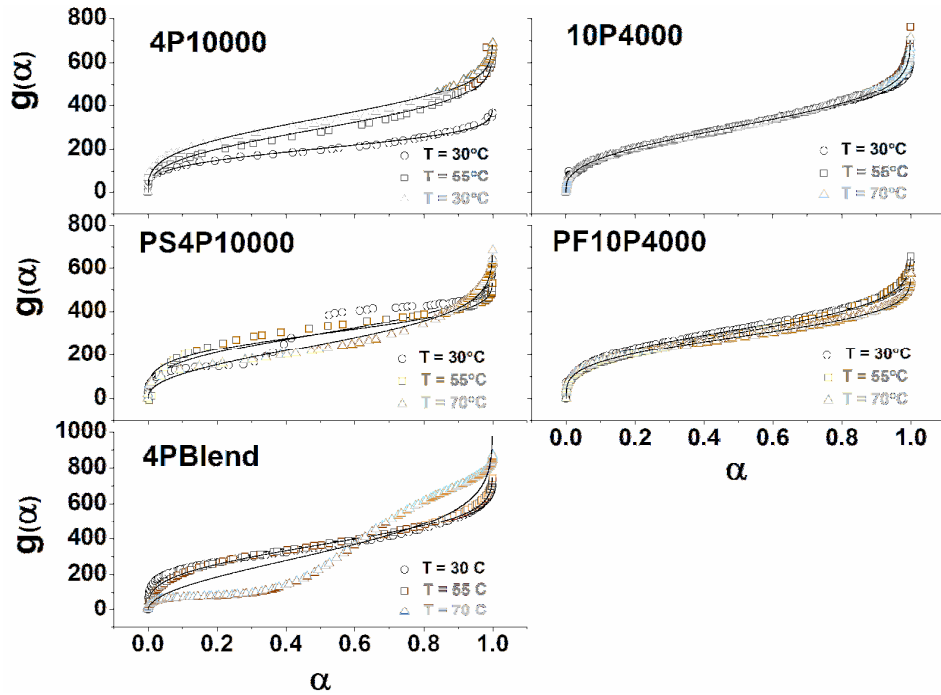 800
4P10000
10P4000
600
g(α)
400
200
0
T = 30°C
T = 55°C
T = 30°C
T = 30°C
T = 55°C
T = 70°C
800
PS4P10000
PF10P4000
600
g(α)
400
200
0
T = 30°C
T = 55°C
T = 70°C
T = 30°C
T = 55°C
T = 70°C
0.0 0.2 0.4 0.6 0.8 1.0
α
1000
4PBlend
800
600
g(α)
400
200
0
T = 30 C
T = 55 C
T = 70 C
0.0 0.2 0.4 0.6 0.8 1.0
α